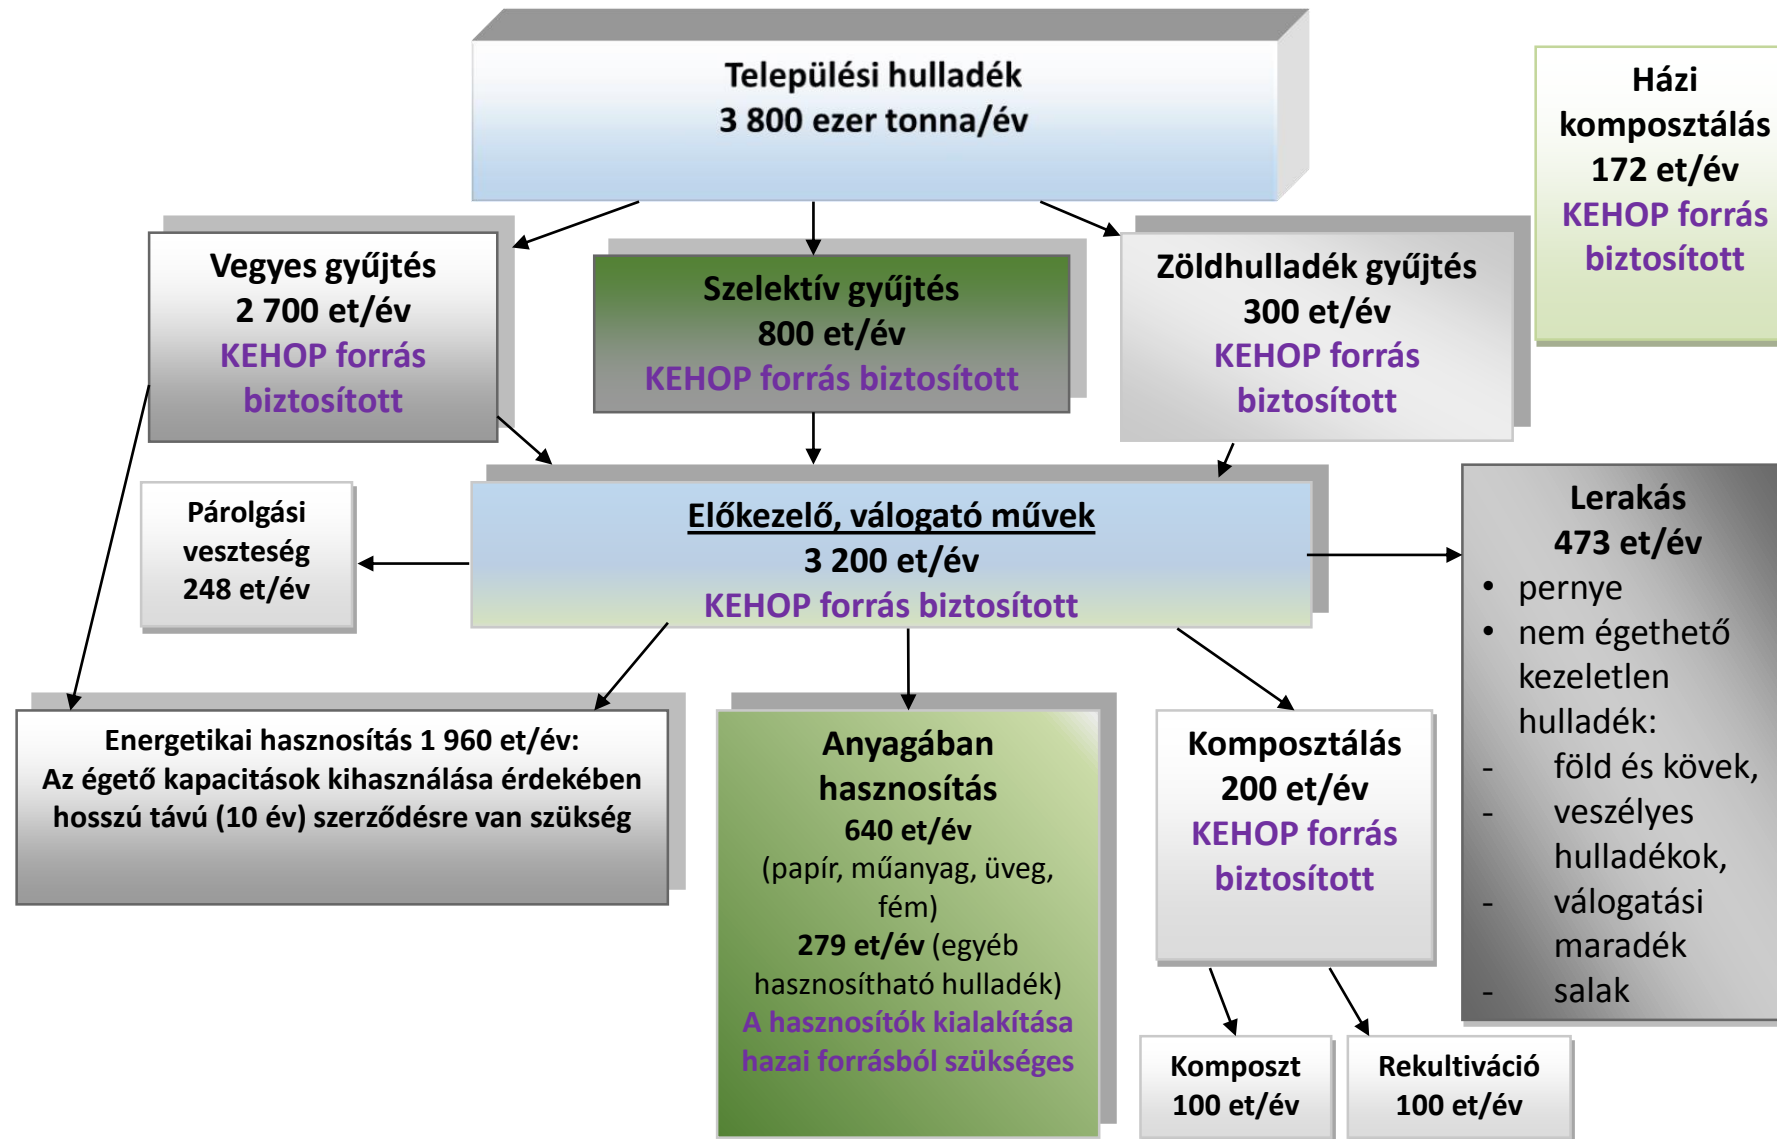 Települési hulladék
3 800 ezer tonna/év
Házi
komposztálás
172 et/év
KEHOP forrás
biztosított
Vegyes gyűjtés
2 700 et/év
KEHOP forrás
biztosított
Szelektív gyűjtés
800 et/év
KEHOP forrás biztosított
Zöldhulladék gyűjtés
300 et/év
KEHOP forrás
biztosított
Párolgási
veszteség
248 et/év
Előkezelő, válogató művek
3 200 et/év
KEHOP forrás biztosított
Lerakás
473 et/év
• pernye
• nem égethető
kezeletlen
hulladék:
- föld és kövek,
- veszélyes
hulladékok,
- válogatási
maradék
- salak
Energetikai hasznosítás 1 960 et/év:
Az égető kapacitások kihasználása érdekében
hosszú távú (10 év) szerződésre van szükség
Anyagában
hasznosítás
640 et/év
(papír, műanyag, üveg,
fém)
279 et/év (egyéb
hasznosítható hulladék)
A hasznosítók kialakítása
hazai forrásból szükséges
Komposztálás
200 et/év
KEHOP forrás
biztosított
Komposzt
100 et/év
Rekultiváció
100 et/év